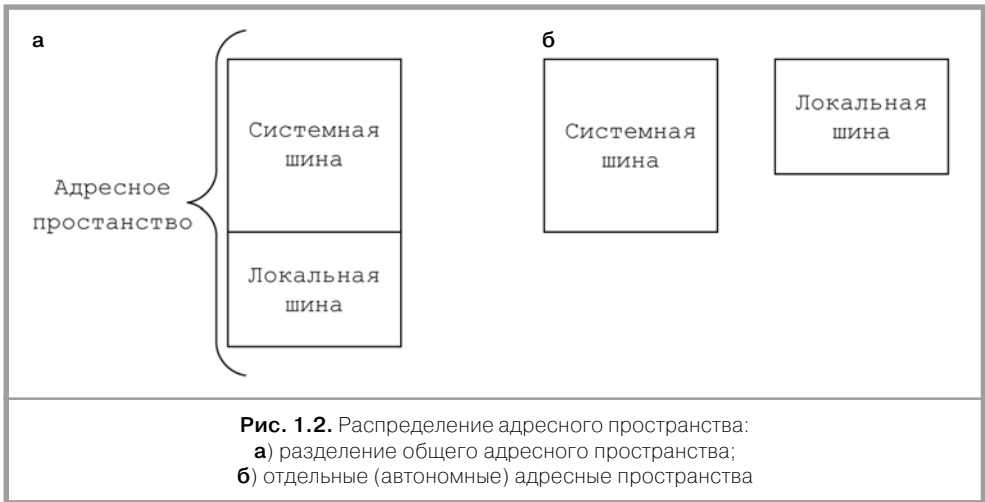 а
Системная
шина
Адресное
простанство
Локальная
шина
б
Системная
шина
Локальная
шина
Рис. 1.2. Распределение адресного пространства:
а) разделение общего адресного пространства;
б) отдельные (автономные) адресные пространства